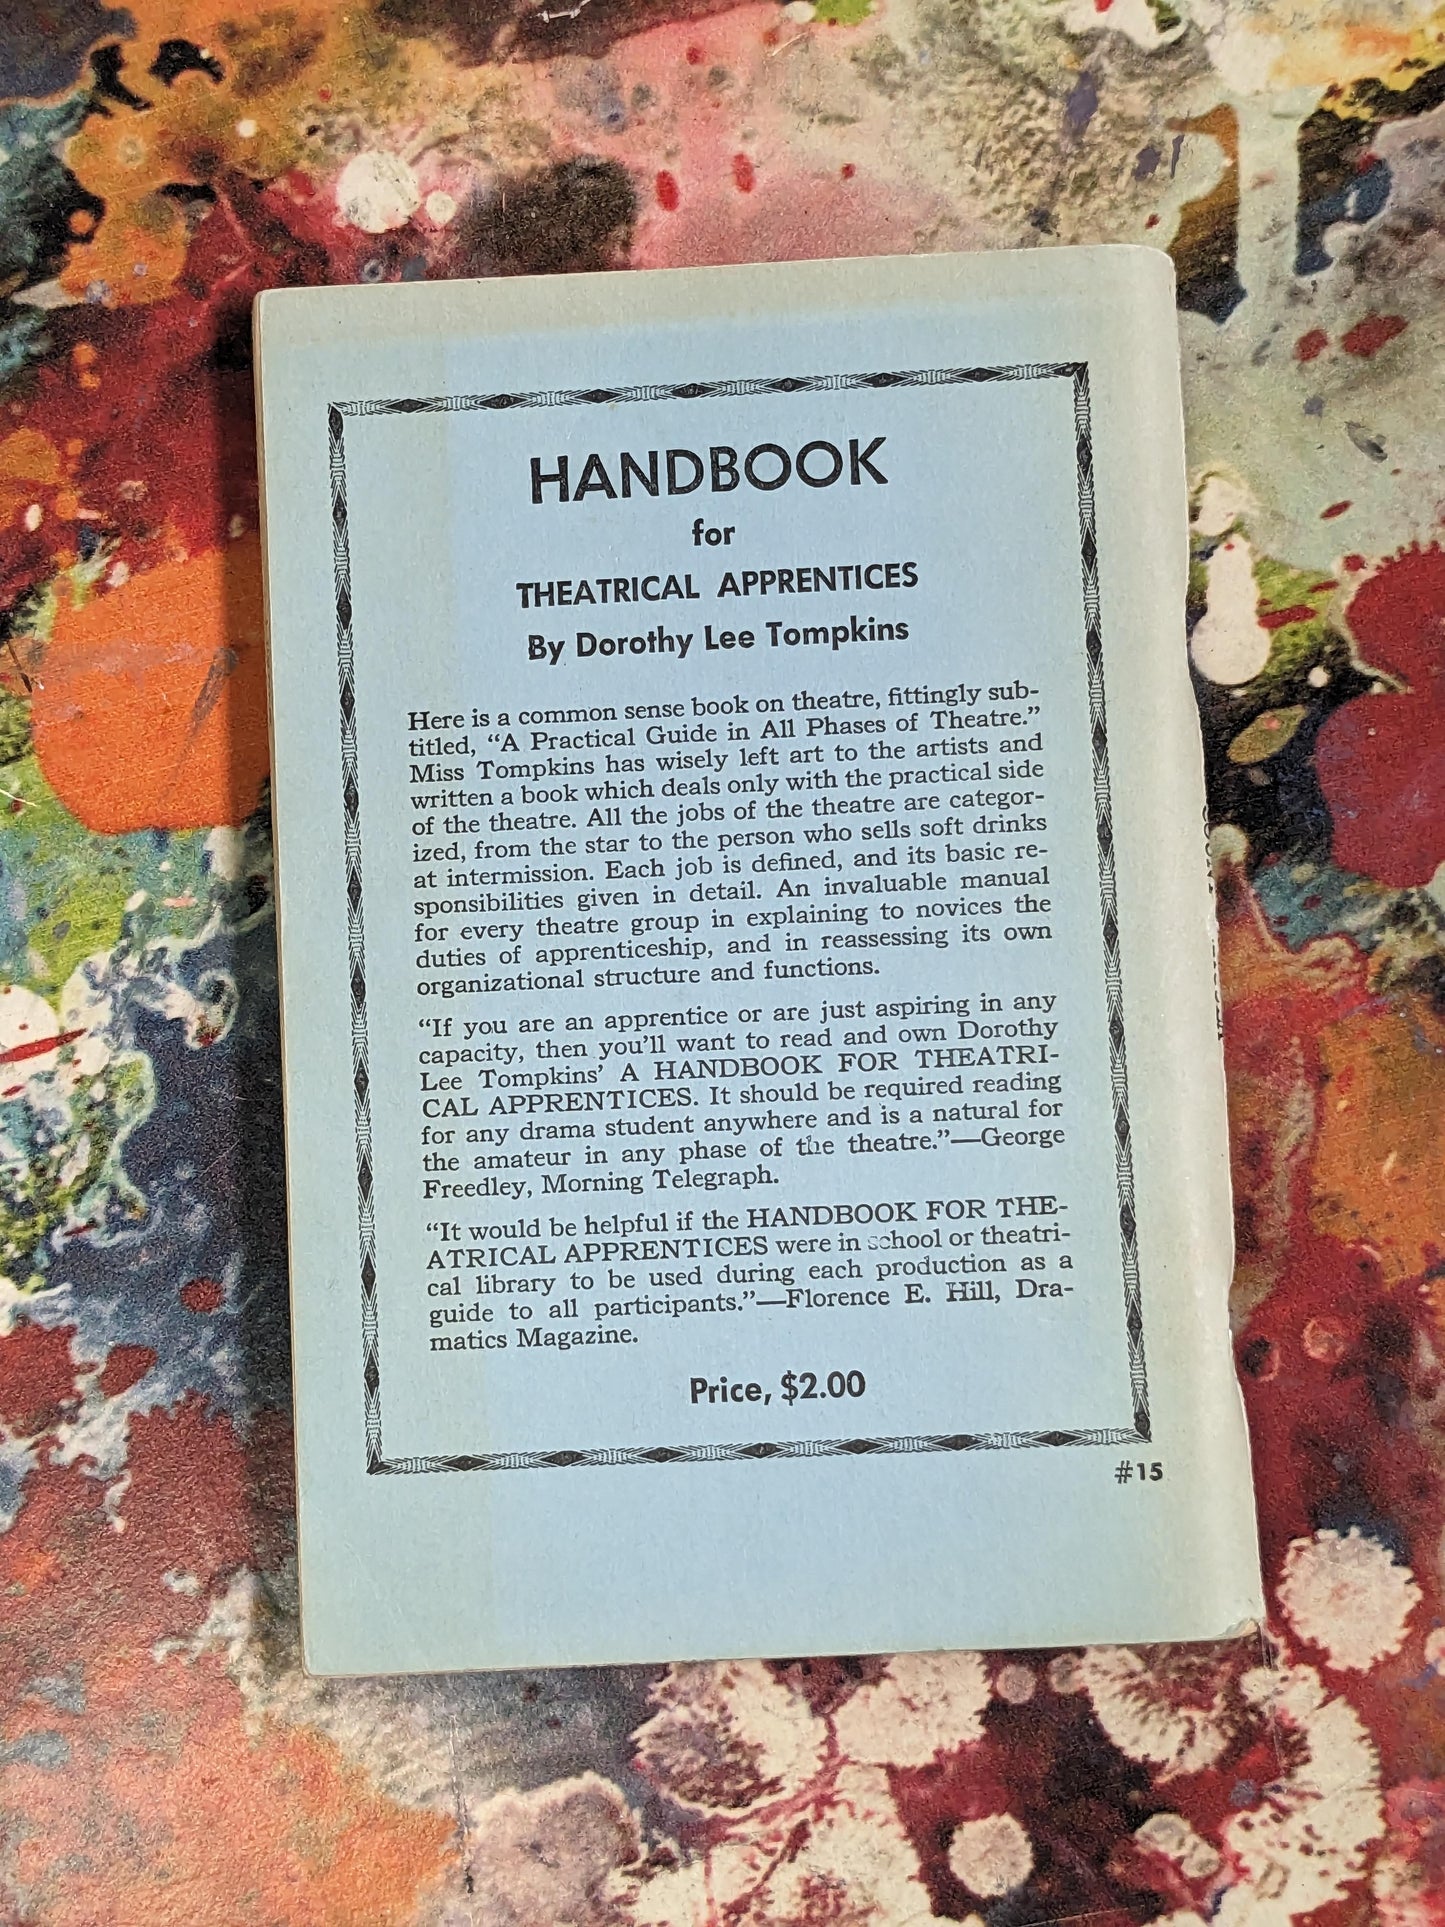 HANDBOOK
for
THEATRICAL APPRENTICES
By Dorothy Lee Tompkins
Here is a common sense book on theatre, fittingly sub-
titled, “A Practical Guide in All Phases of Theatre.”
Miss Tompkins has wisely left art to the artists and
written a book which deals only with the practical side
of the theatre. All the jobs of the theatre are categor-
ized, from the star to the person who sells soft drinks
at intermission. Each job is defined, and its basic re-
sponsibilities given in detail. An invaluable manual
for every theatre group in explaining to novices the
duties of apprenticeship, and in reassessing its own
organizational structure and functions.
“If you are an apprentice or are just aspiring in any
capacity, then you’ll want to read and own Dorothy
Lee Tompkins’ A HANDBOOK FOR THEATRI-
CAL APPRENTICES. It should be required reading
for any drama student anywhere and is a natural for
the amateur in any phase of the theatre.”—George
Freedley, Morning Telegraph.
“It would be helpful if the HANDBOOK FOR THE-
ATRICAL APPRENTICES were in school or theatri-
cal library to be used during each production as a
guide to all participants.”—Florence E. Hill, Dra-
matics Magazine.
Price, $2.00
#15